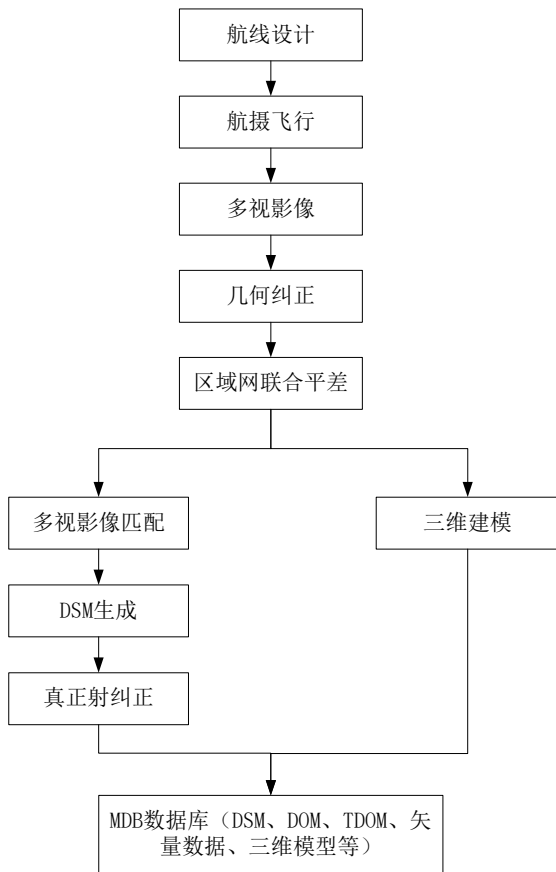 航线设计
航摄飞行
多视影像
几何纠正
区域网联合平差
多视影像匹配
三维建模
DSM生成
真正射纠正
MDB数据库（DSM、DOM、TDOM、矢
量数据、三维模型等）